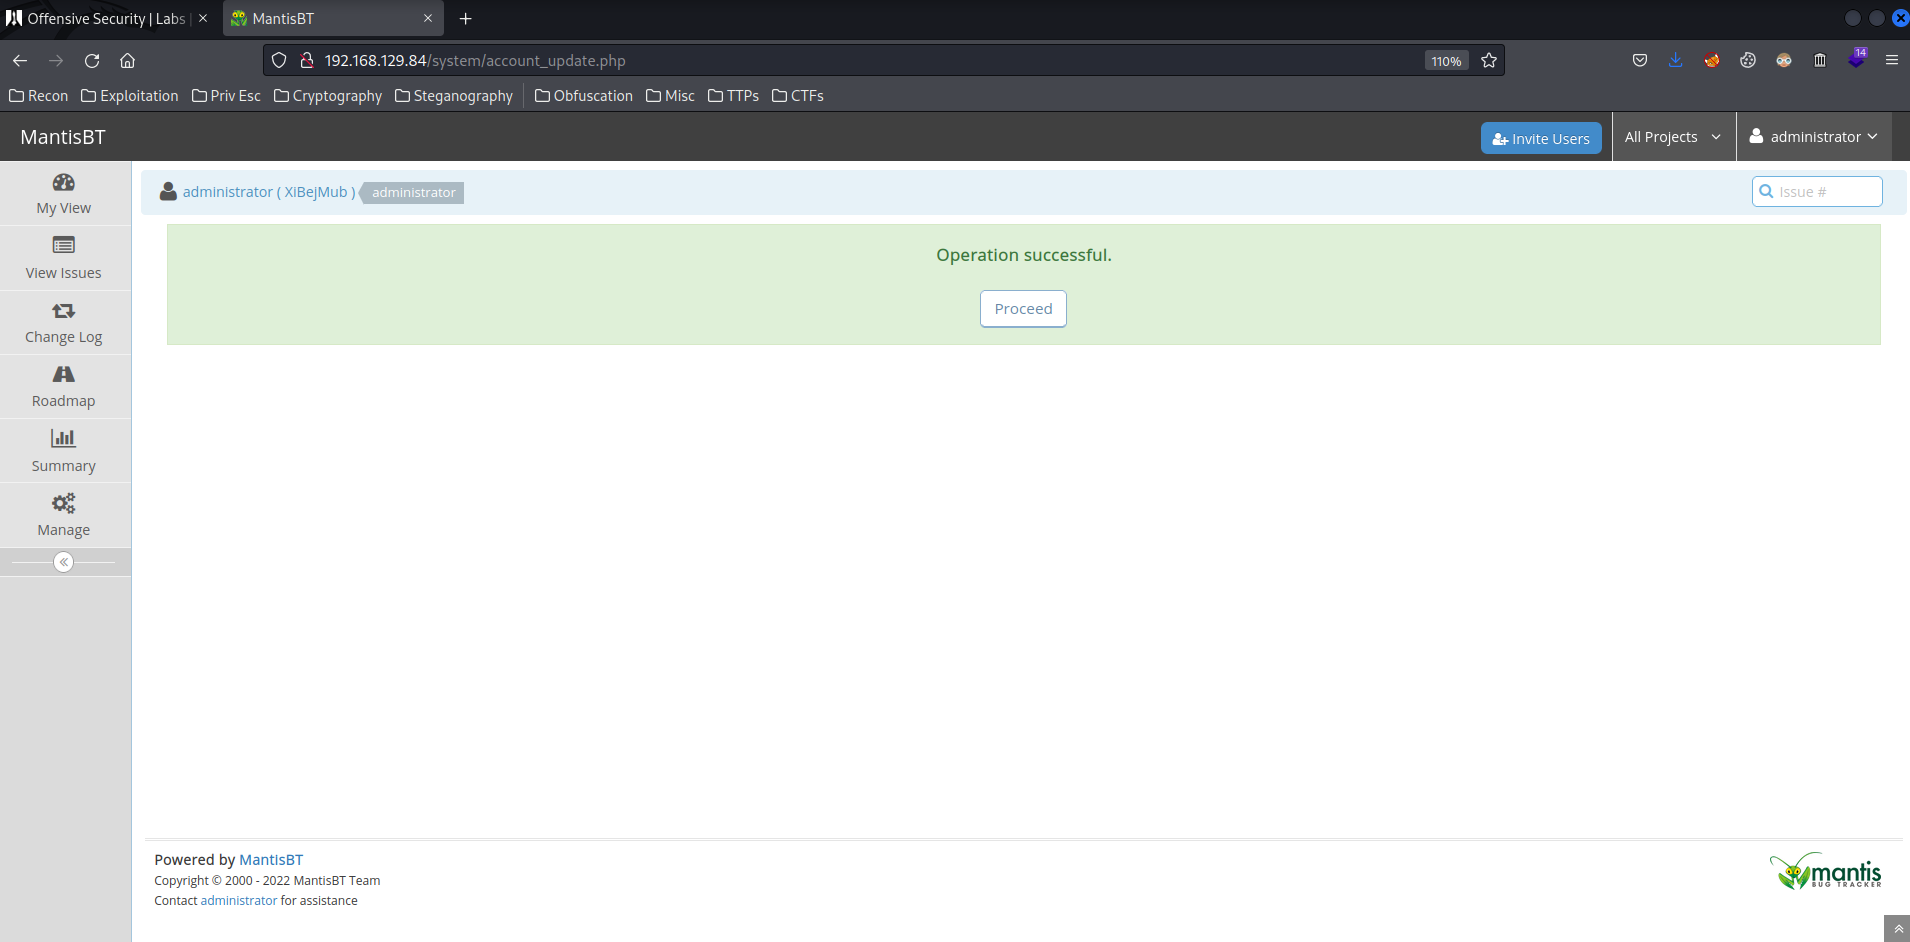 Offensive Security | Labs |
MantisBT
192.168.129.84/system/account_update.php
110%
14
Recon Exploitation Priv Esc Cryptography Steganography Obfuscation Misc TTPs CTFs
MantisBT
Invite Users
All Projects
administrator
My View
View Issues
Change Log
Roadmap
Summary
Manage
administrator ( XiBejMub ) administrator
Issue #
Operation successful.
Proceed
Powered by MantisBT
Copyright © 2000 - 2022 MantisBT Team
Contact administrator for assistance
mantis
BUG TRACKER